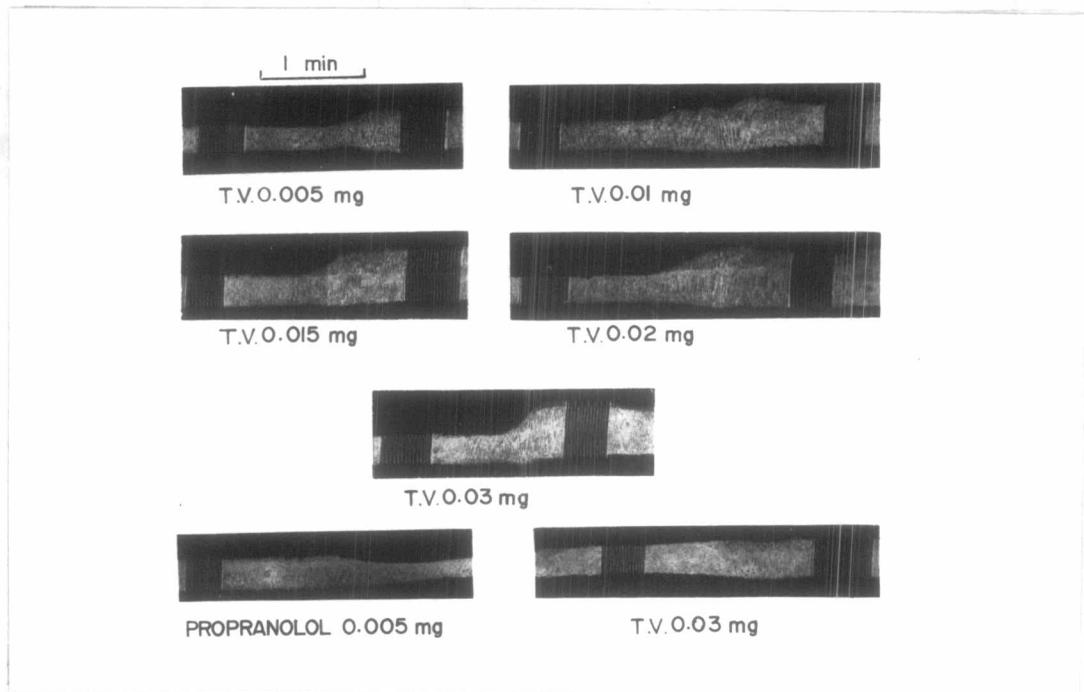 1 min
T.V. 0.005 mg
T.V. 0.01 mg
T.V. 0.015 mg
T.V. 0.02 mg
T.V. 0.03 mg
PROPRANOLOL 0.005 mg
T.V. 0.03 mg